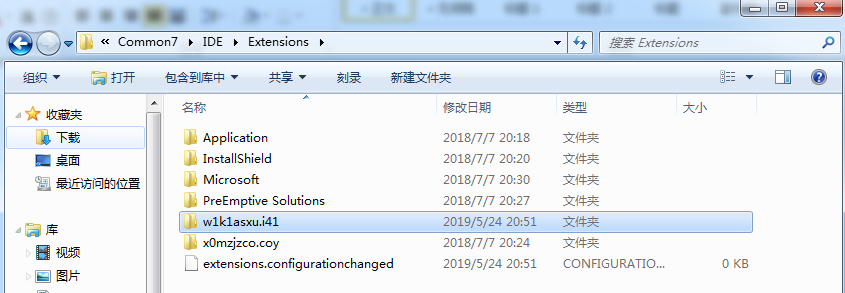 Common7 IDE Extensions 搜索 Extensions
组织 打开 包含到库中 共享 刻录 新建文件夹
收藏夹
下载
桌面
最近访问的位置
库
视频
图片
名称 修改日期 类型 大小
Application 2018/7/7 20:18 文件夹
InstallShield 2018/7/7 20:20 文件夹
Microsoft 2018/7/7 20:30 文件夹
PreEmptive Solutions 2018/7/7 20:27 文件夹
w1k1asxu.i41 2019/5/24 20:51 文件夹
x0mzjzco.coy 2018/7/7 20:24 文件夹
extensions.configurationchanged 2019/5/24 20:51 CONFIGURATIO... 0 KB